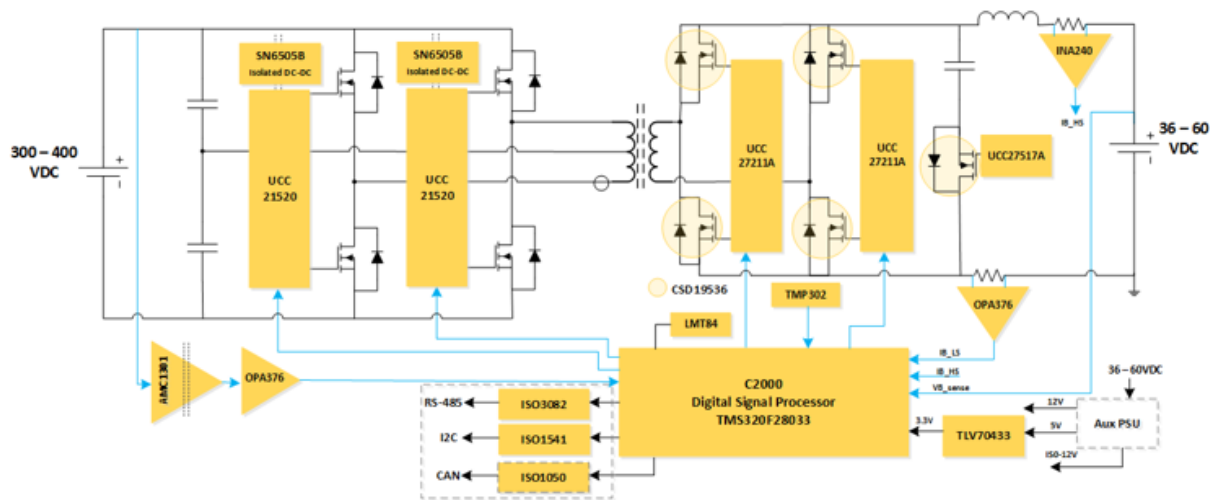 SN6505B
Isolated DC-DC
SN6505B
Isolated DC-DC
INA240
IB_HS
300 – 400
VDC
UCC
21520
UCC
21520
UCC
27211A
UCC
27211A
UCC27517A
36 – 60
VDC
CSD19536
TMP302
OPA376
LMT84
AMC1301
OPA376
C2000
Digital Signal Processor
TMS320F28033
IB_LS
IB_HS
VB_sense
36 – 60VDC
RS-485
ISO3082
I2C
ISO1541
CAN
ISO1050
3.3V
TLV70433
12V
5V
Aux PSU
IS0-12V